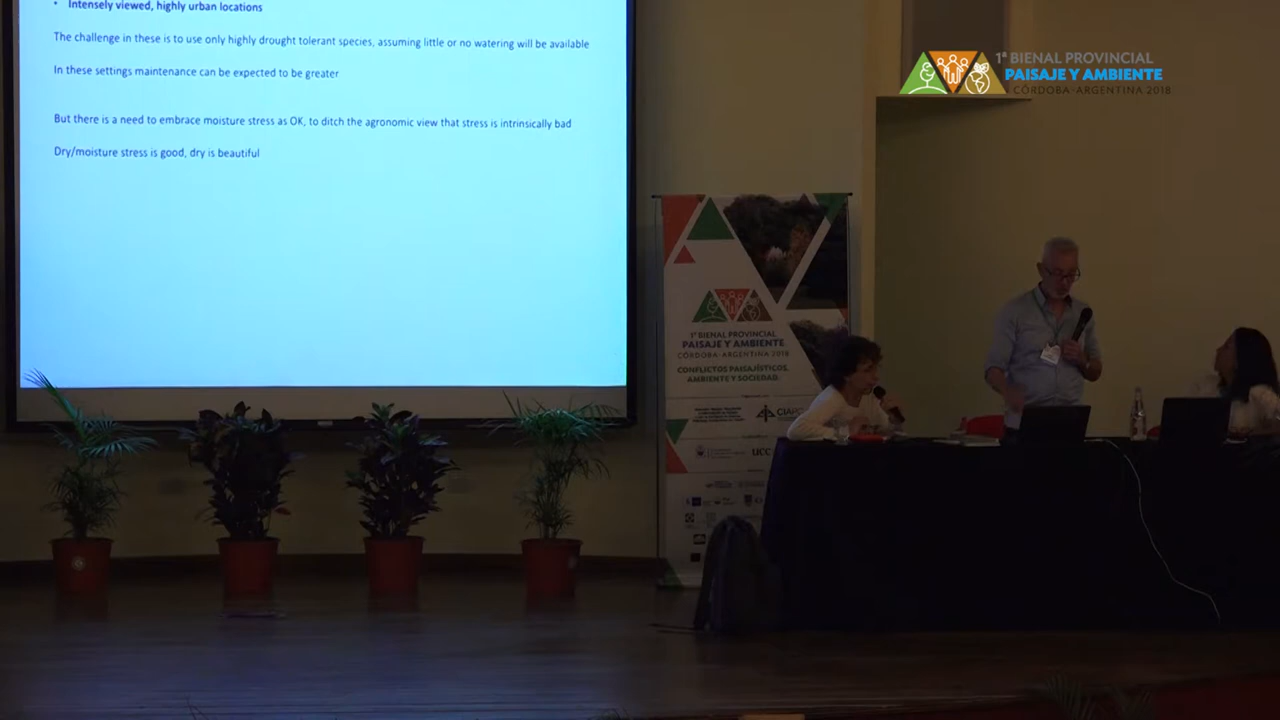 • Intensely viewed, highly urban locations
The challenge in these is to use only highly drought tolerant species, assuming little or no watering will be available
In these settings maintenance can be expected to be greater
But there is a need to embrace moisture stress as OK, to ditch the agronomic view that stress is intrinsically bad
Dry/moisture stress is good, dry is beautiful
1ª BIENAL PROVINCIAL
PAISAJE Y AMBIENTE
CÓRDOBA-ARGENTINA 2018
1ª BIENAL PROVINCIAL
PAISAJE Y AMBIENTE
CÓRDOBA-ARGENTINA 2018
CONFLICTOS PAISAJÍSTICOS,
AMBIENTE Y SOCIEDAD.
UCC